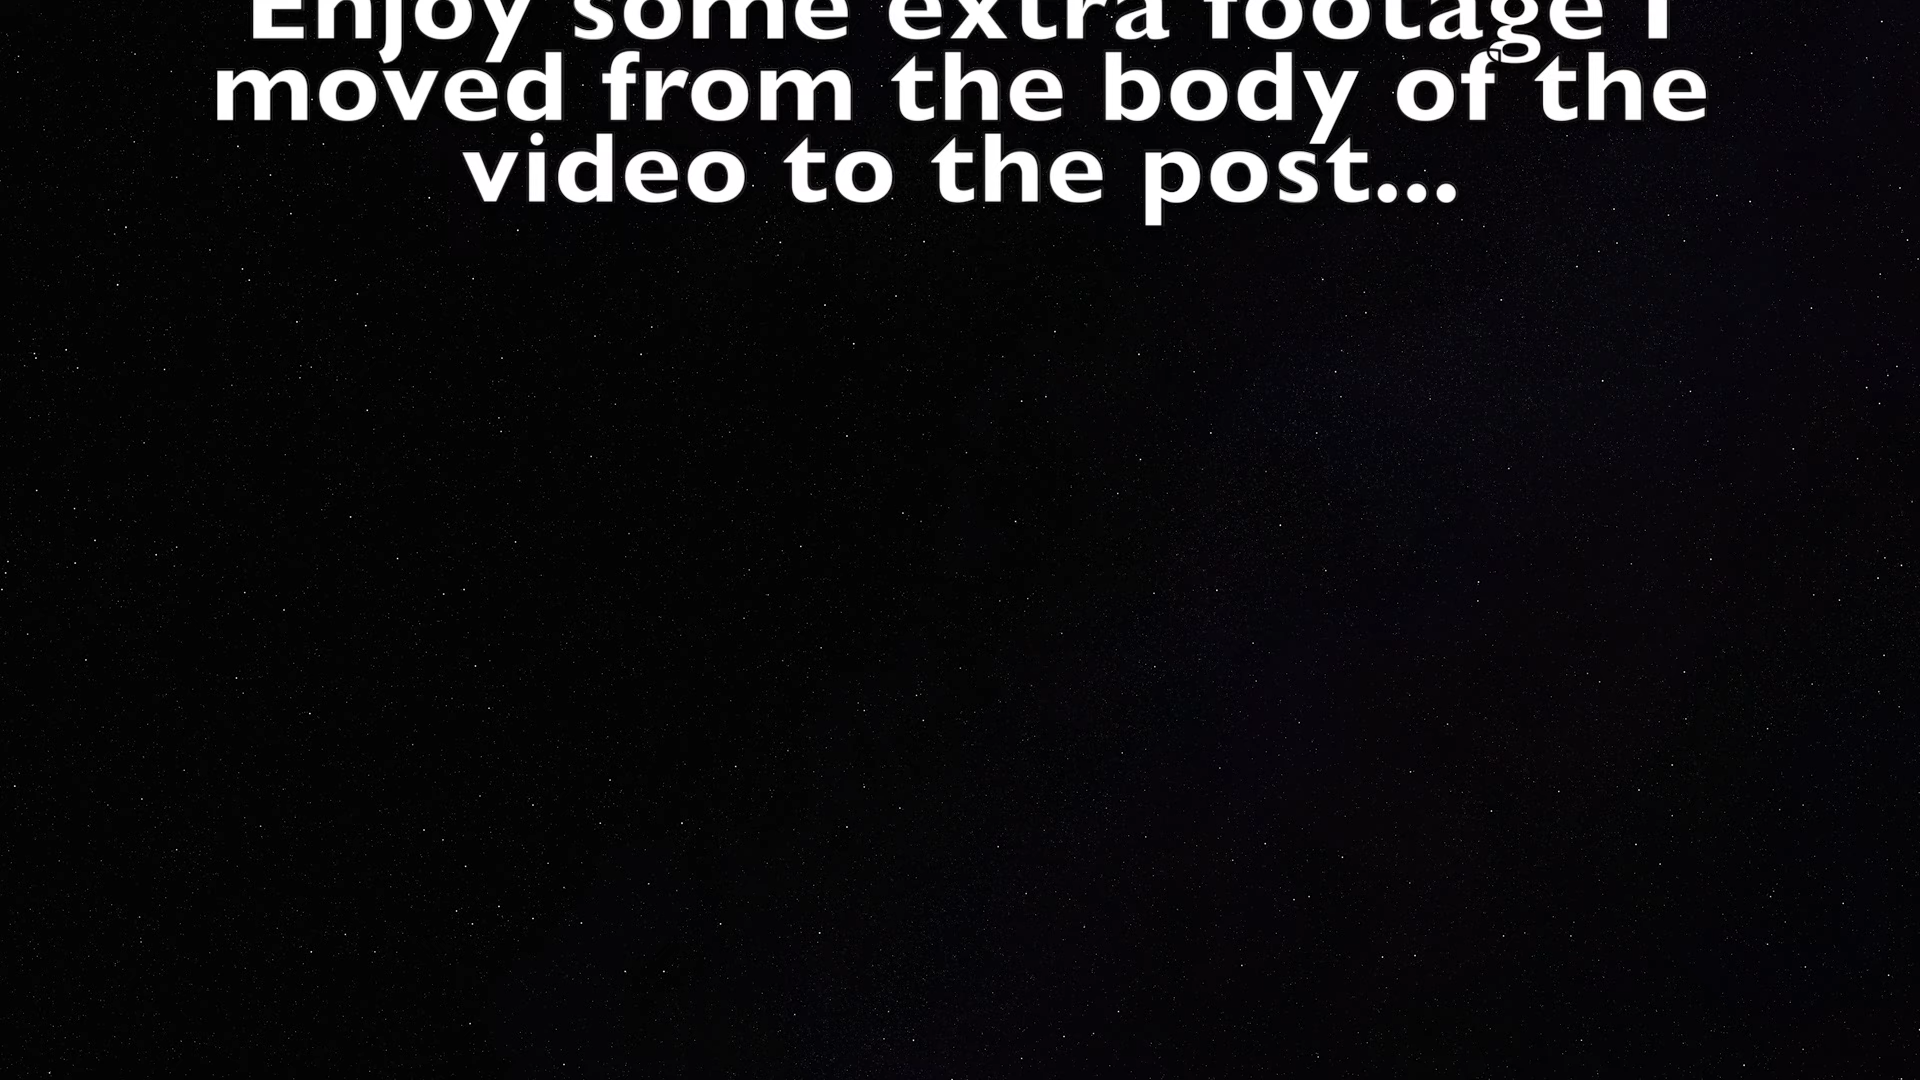 Enjoy some extra footage I
moved from the body of the
video to the post...